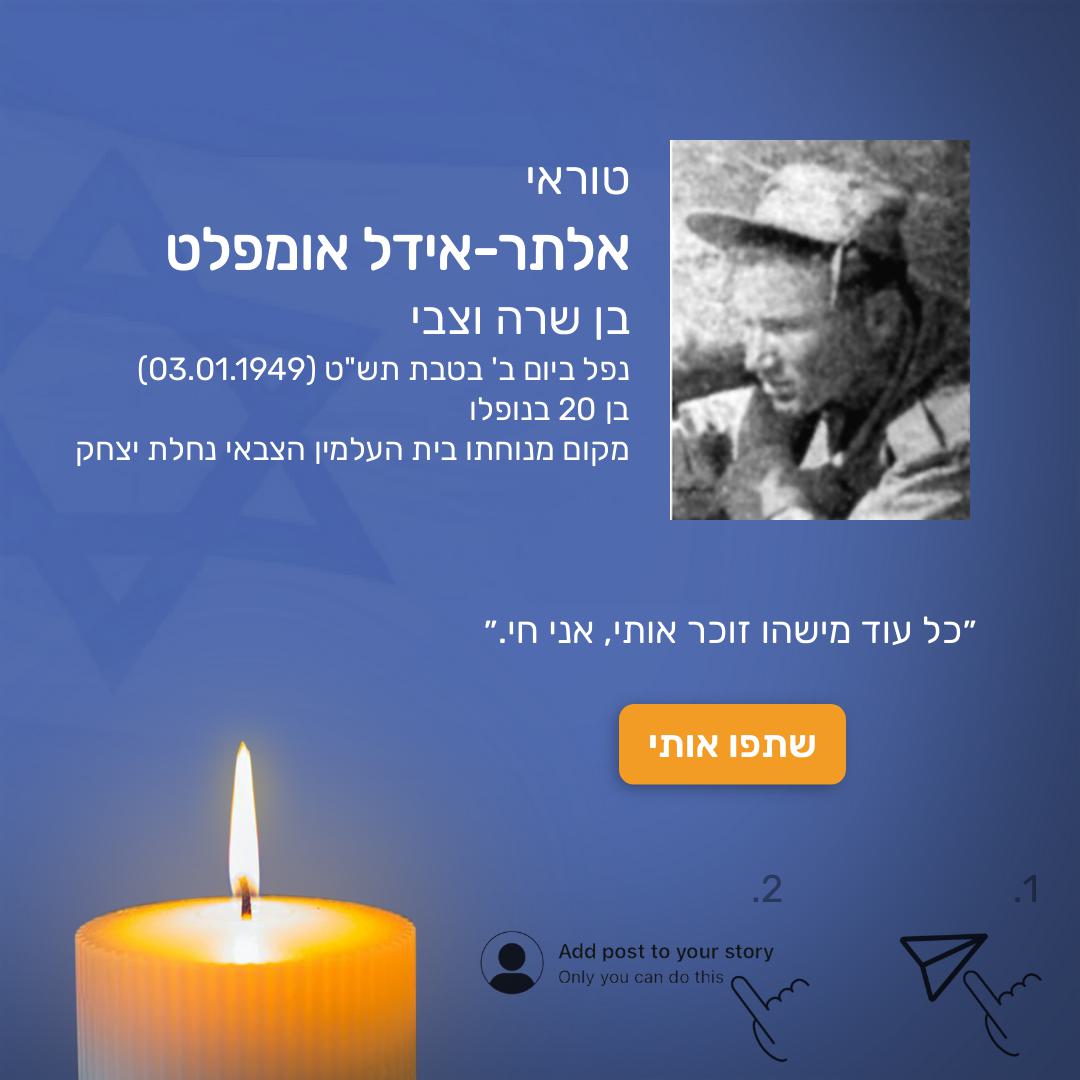 טוראי
אלתר-אידל אומפלט
בן שרה וצבי
נפל ביום ב' בטבת תש"ט (03.01.1949)
בן 20 בנופלו
מקום מנוחתו בית העלמין הצבאי נחלת יצחק
״כל עוד מישהו זוכר אותי, אני חי.״
שתפו אותי
1.
2.
Add post to your story
Only you can do this